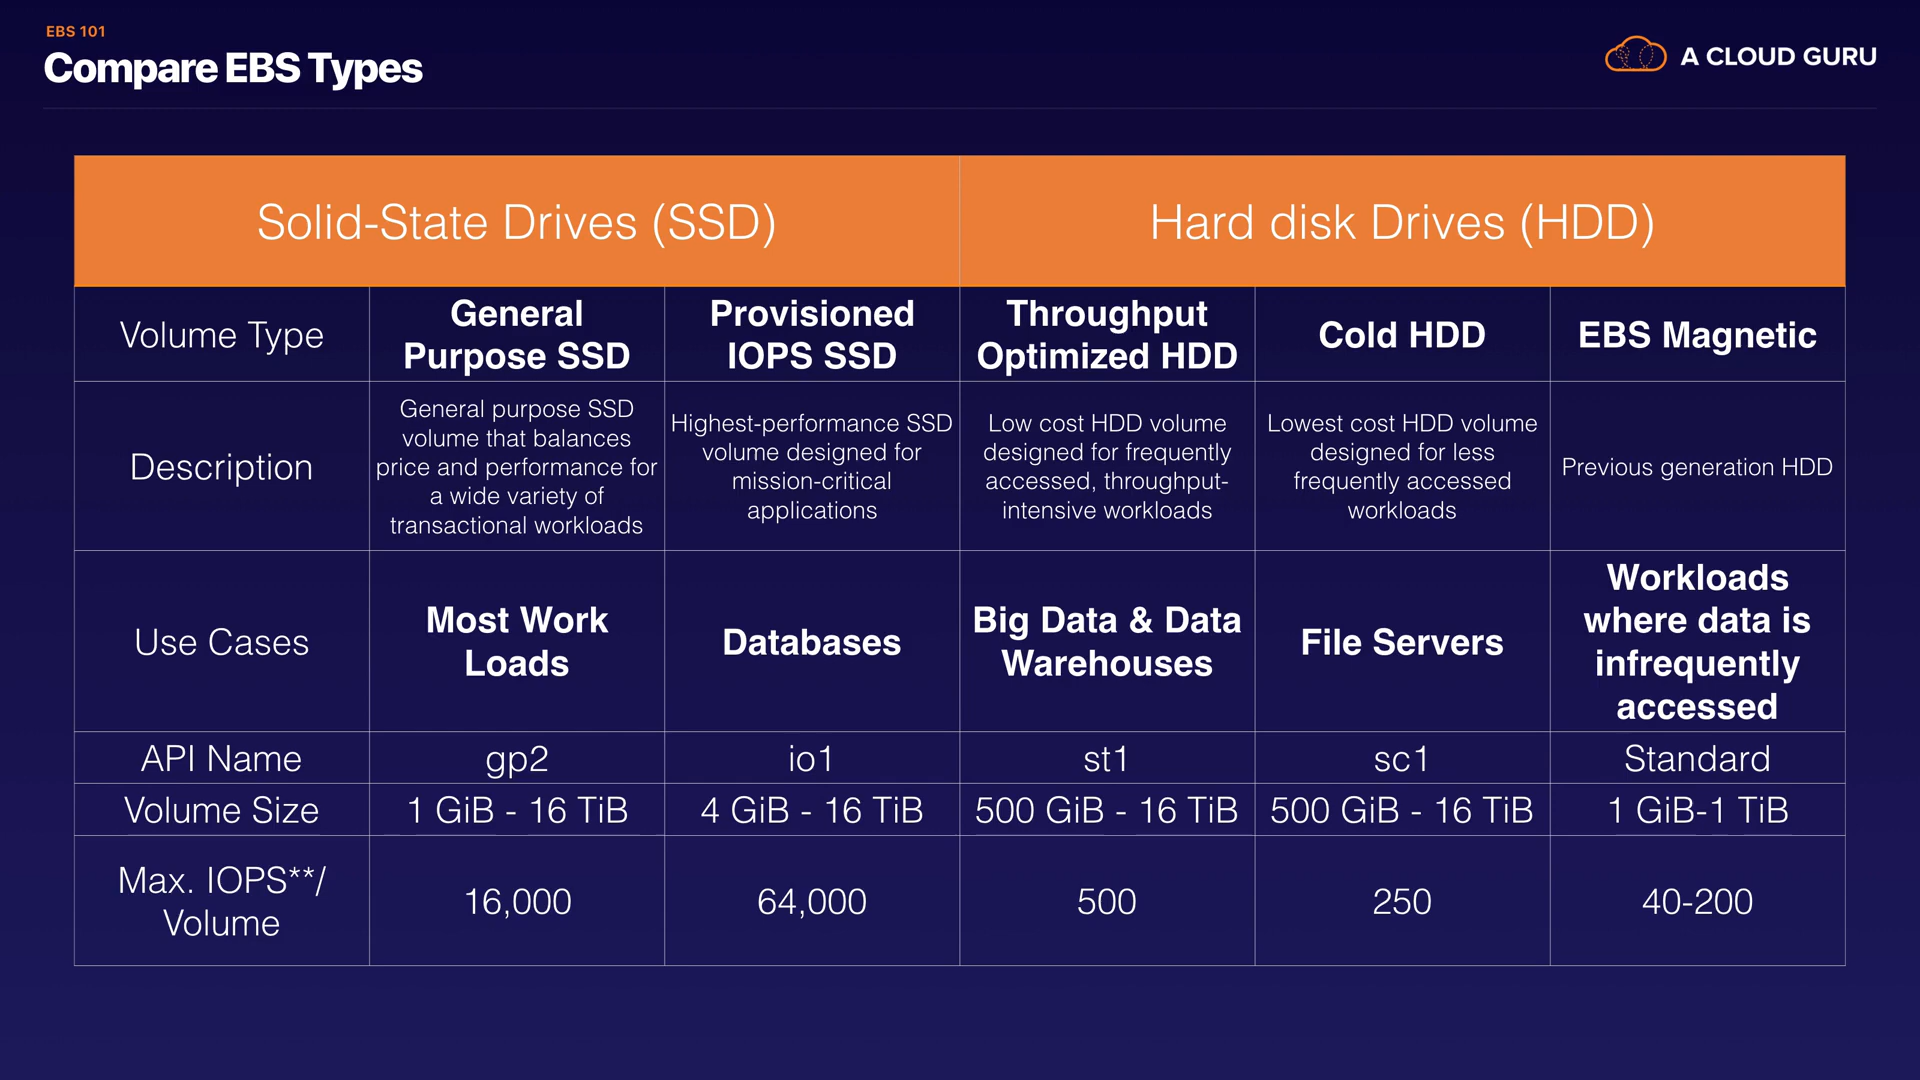 EBS 101
Compare EBS Types
A CLOUD GURU
Solid-State Drives (SSD)
Hard disk Drives (HDD)
Volume Type
General
Purpose SSD
Provisioned
IOPS SSD
Throughput
Optimized HDD
Cold HDD
EBS Magnetic
Description
General purpose SSD
volume that balances
price and performance for
a wide variety of
transactional workloads
Highest-performance SSD
volume designed for
mission-critical
applications
Low cost HDD volume
designed for frequently
accessed, throughput-
intensive workloads
Lowest cost HDD volume
designed for less
frequently accessed
workloads
Previous generation HDD
Use Cases
Most Work
Loads
Databases
Big Data & Data
Warehouses
File Servers
Workloads
where data is
infrequently
accessed
API Name
gp2
io1
st1
sc1
Standard
Volume Size
1 GiB - 16 TiB
4 GiB - 16 TiB
500 GiB - 16 TiB
500 GiB - 16 TiB
1 GiB-1 TiB
Max. IOPS**/
Volume
16,000
64,000
500
250
40-200